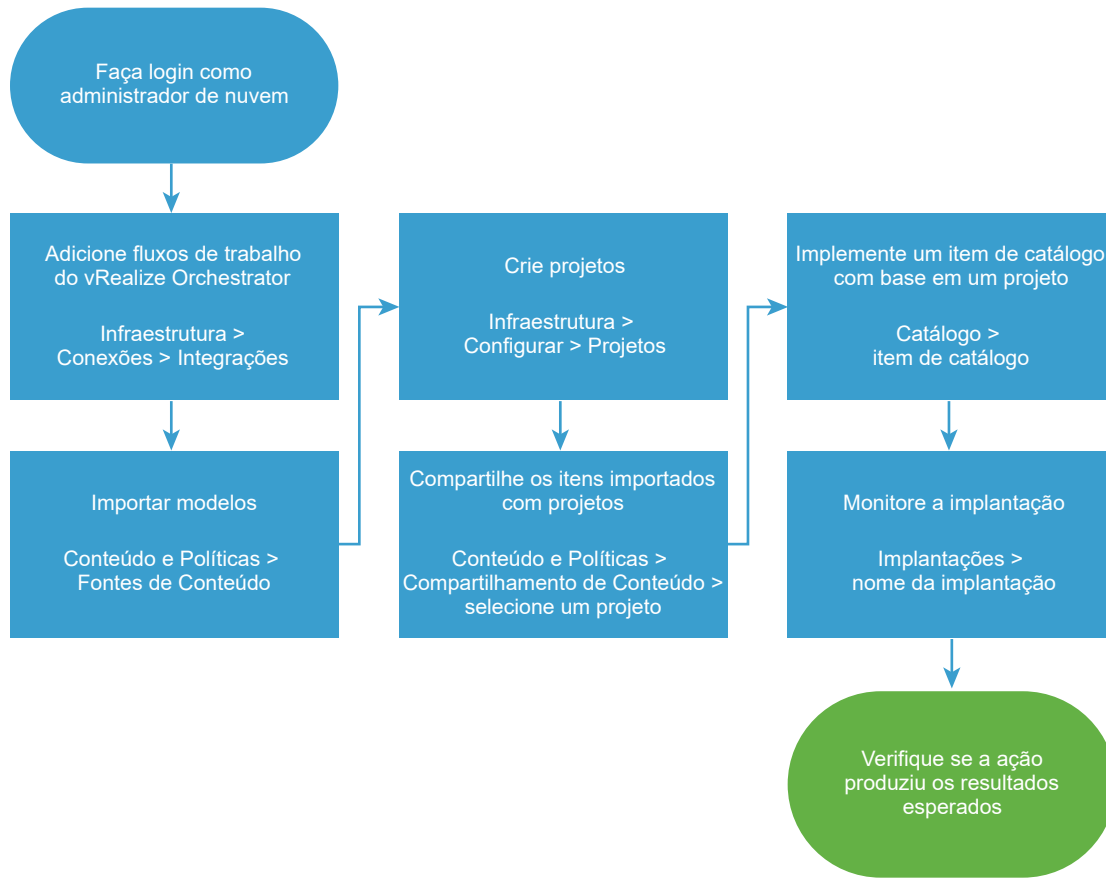 Faça login como
administrador de nuvem
Adicione fluxos de trabalho
do vRealize Orchestrator
Infraestrutura >
Conexões > Integrações
Importar modelos
Conteúdo e Políticas >
Fontes de Conteúdo
Crie projetos
Infraestrutura >
Configurar > Projetos
Compartilhe os itens importados
com projetos
Conteúdo e Políticas >
Compartilhamento de Conteúdo >
selecione um projeto
Implemente um item de catálogo
com base em um projeto
Catálogo >
item de catálogo
Monitore a implantação
Implantações >
nome da implantação
Verifique se a ação
produziu os resultados
esperados